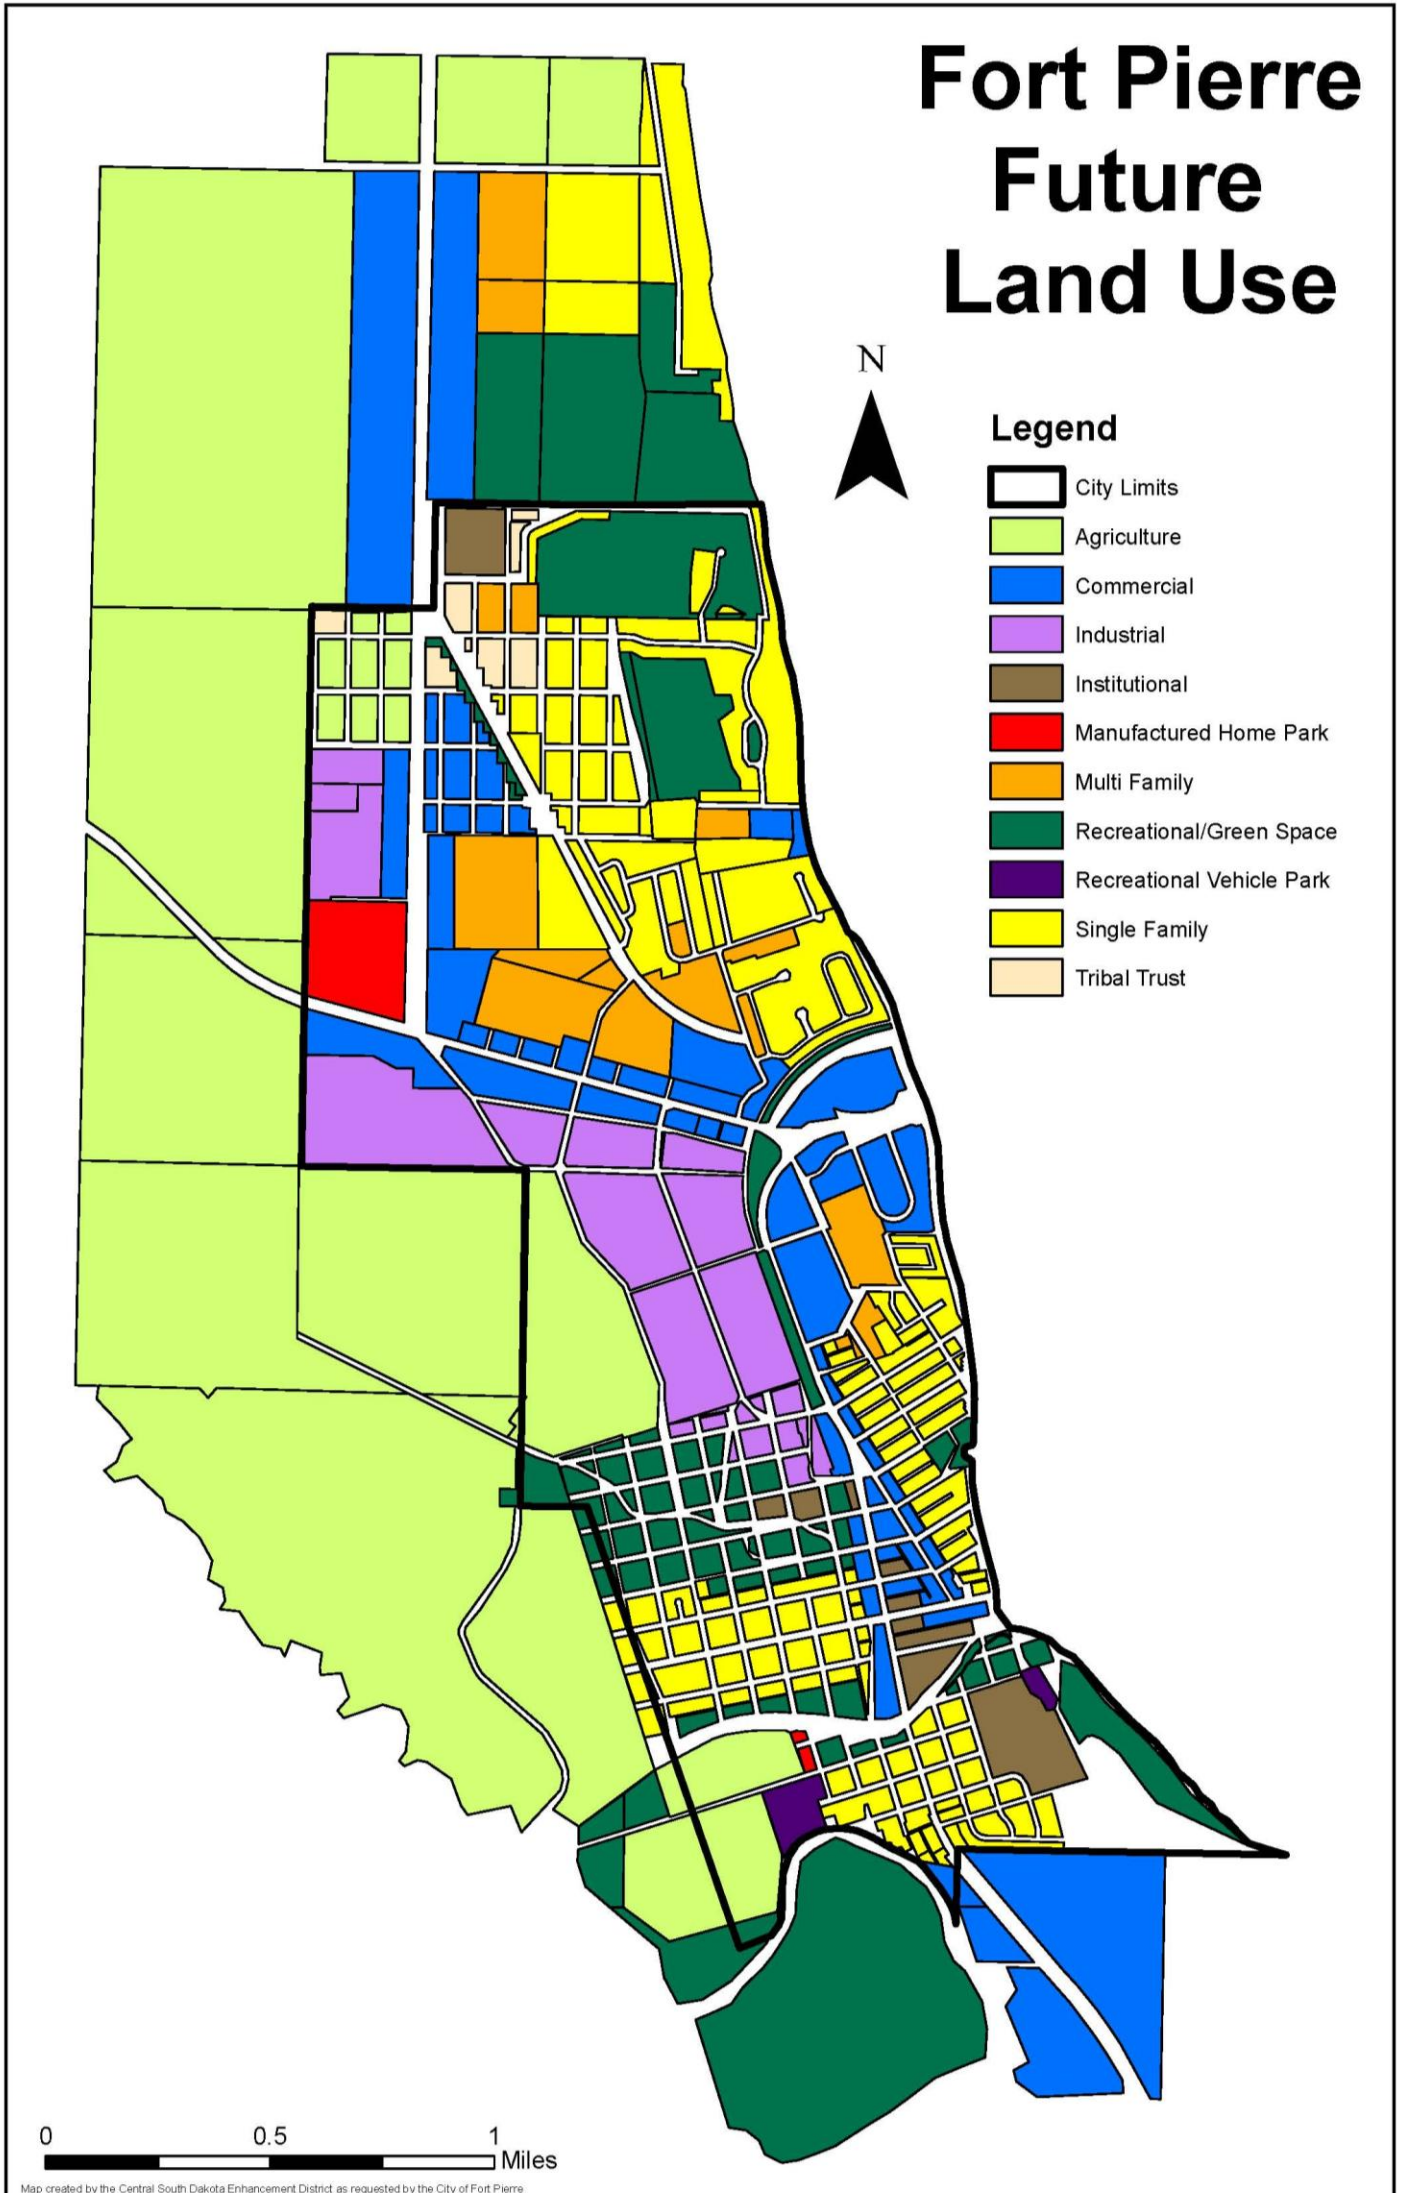 Fort Pierre
Future
Land Use
N
Legend
City Limits
Agriculture
Commercial
Industrial
Institutional
Manufactured Home Park
Multi Family
Recreational/Green Space
Recreational Vehicle Park
Single Family
Tribal Trust
0 0.5 1
Miles
Map created by the Central South Dakota Enhancement District as requested by the City of Fort Pierre